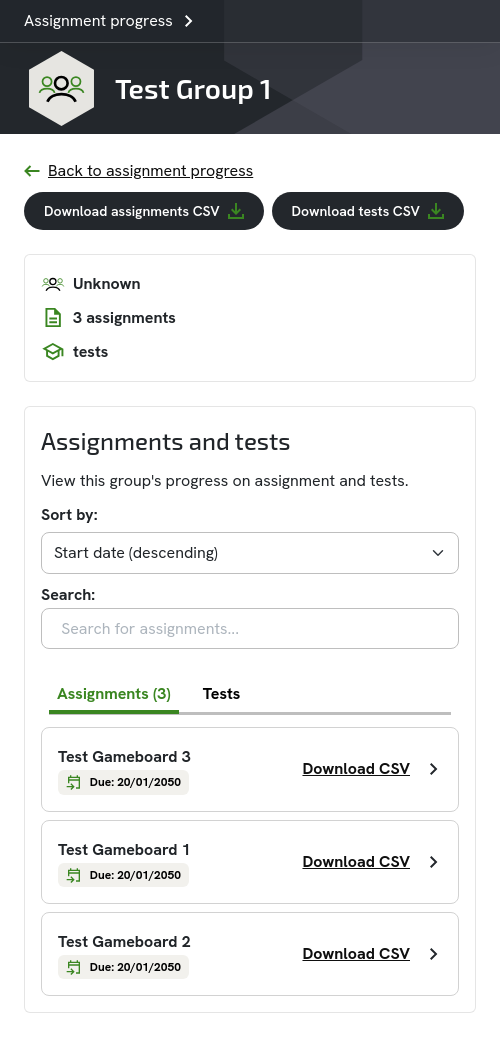 Assignment progress
Test Group 1
Back to assignment progress
Download assignments CSV
Download tests CSV
Unknown
3 assignments
tests
Assignments and tests
View this group's progress on assignment and tests.
Sort by:
Start date (descending)
Search:
Search for assignments...
Assignments (3)
Tests
Test Gameboard 3
Due: 20/01/2050
Download CSV
Test Gameboard 1
Due: 20/01/2050
Download CSV
Test Gameboard 2
Due: 20/01/2050
Download CSV